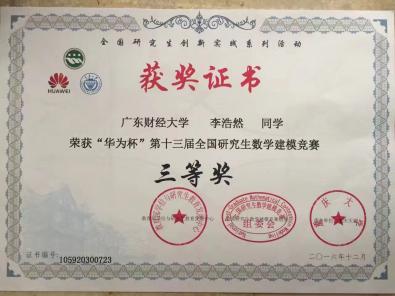 全国研究生创新实践系列活动
HUAWEI
获奖证书
广东财经大学 李浩然 同学
荣获“华为杯”第十三届全国研究生数学建模竞赛
三等奖
组委会
证书编号:105920300723
二〇一六年十二月